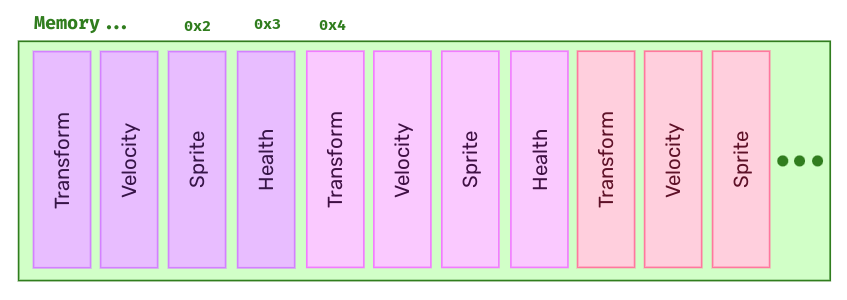 Memory ... 0x2 0x3 0x4
Transform
Velocity
Sprite
Health
Transform
Velocity
Sprite
Health
Transform
Velocity
Sprite